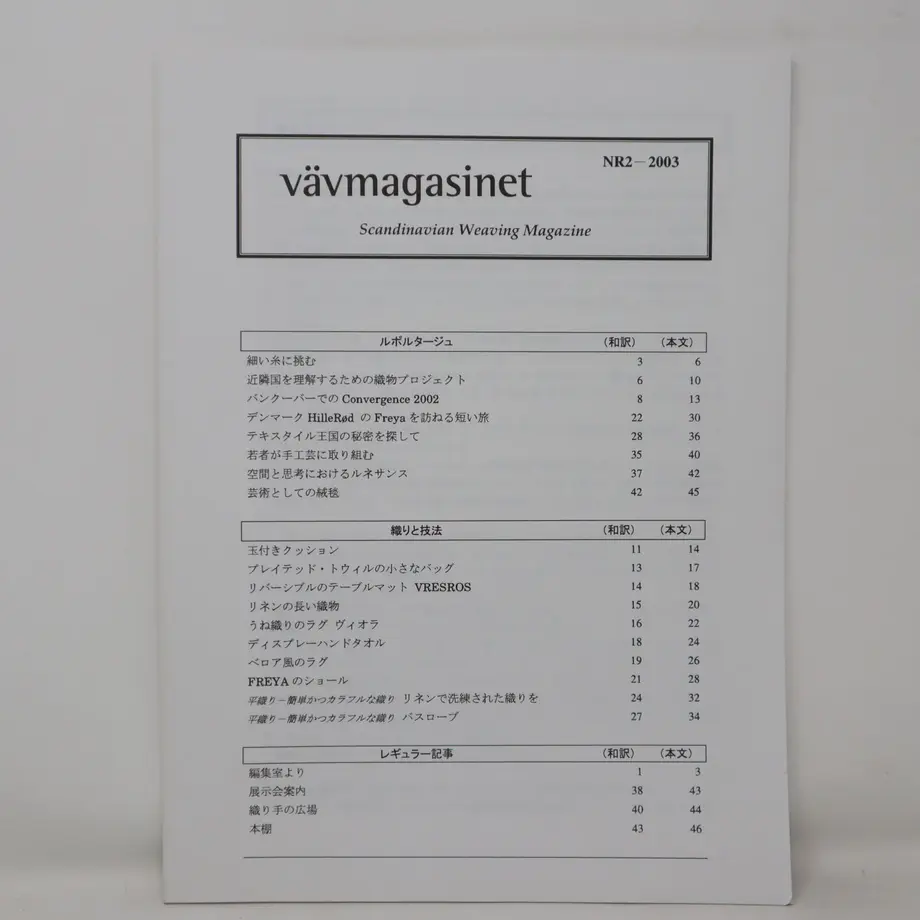 NR2－2003
vävmagasinet
Scandinavian Weaving Magazine
ルポルタージュ （和訳） （本文）
細い糸に挑む 3 6
近隣国を理解するための織物プロジェクト 6 10
バンクーバーでの Convergence 2002 8 13
デンマーク HilleRød の Freya を訪ねる短い旅 22 30
テキスタイル王国の秘密を探して 28 36
若者が手工芸に取り組む 35 40
空間と思考におけるルネサンス 37 42
芸術としての絨毯 42 45
織りと技法 （和訳） （本文）
玉付きクッション 11 14
ブレイテッド・トウィルの小さなバッグ 13 17
リバーシブルのテーブルマット VRESROS 14 18
リネンの長い織物 15 20
うね織りのラグ ヴィオラ 16 22
ディスプレーハンドタオル 18 24
ベロア風のラグ 19 26
FREYA のショール 21 28
平織り－簡単かつカラフルな織り リネンで洗練された織りを 24 32
平織り－簡単かつカラフルな織り バスローブ 27 34
レギュラー記事 （和訳） （本文）
編集室より 1 3
展示会案内 38 43
織り手の広場 40 44
本棚 43 46